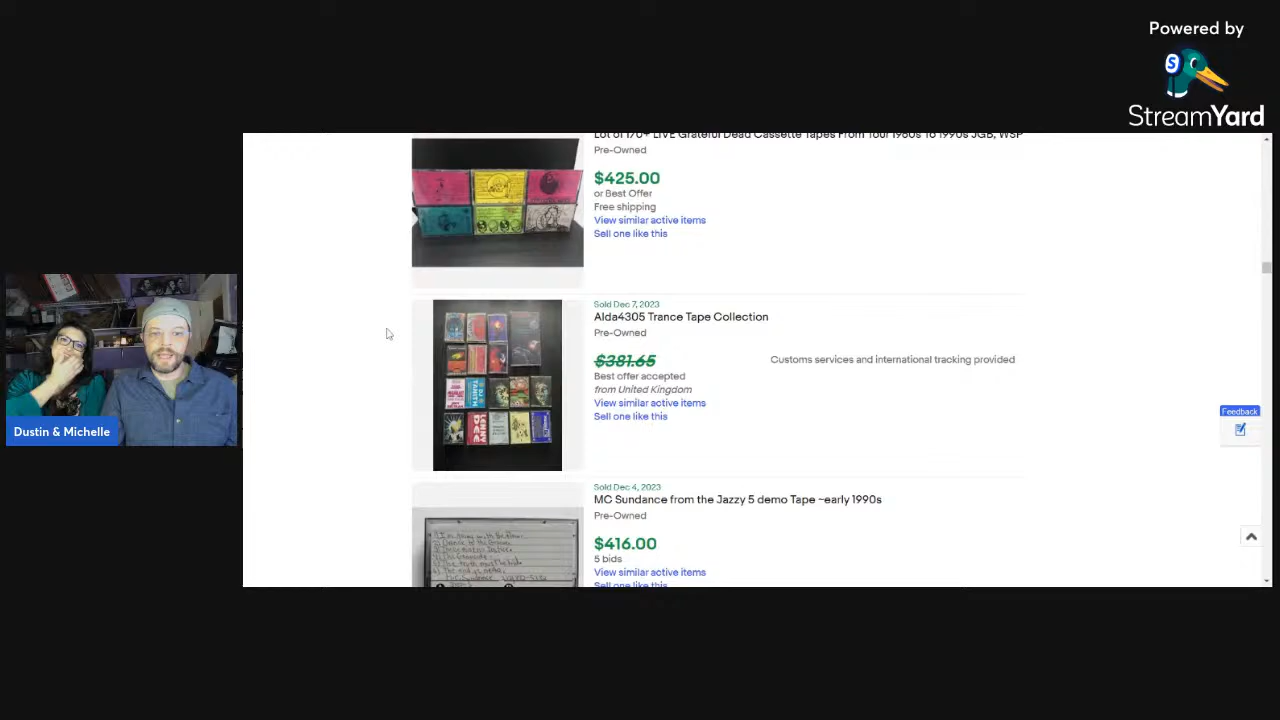 Powered by
StreamYard
Lot of 170+ LIVE Grateful Dead Cassette Tapes From Tour 1960s To 1990s JGB, WSP
Pre-Owned
$425.00
or Best Offer
Free shipping
View similar active items
Sell one like this
Sold Dec 7, 2023
Alda4305 Trance Tape Collection
Pre-Owned
$381.65
Customs services and international tracking provided
Best offer accepted
from United Kingdom
View similar active items
Sell one like this
Feedback
Dustin & Michelle
Sold Dec 4, 2023
MC Sundance from the Jazzy 5 demo Tape ~early 1990s
Pre-Owned
$416.00
5 bids
View similar active items
Sell one like this